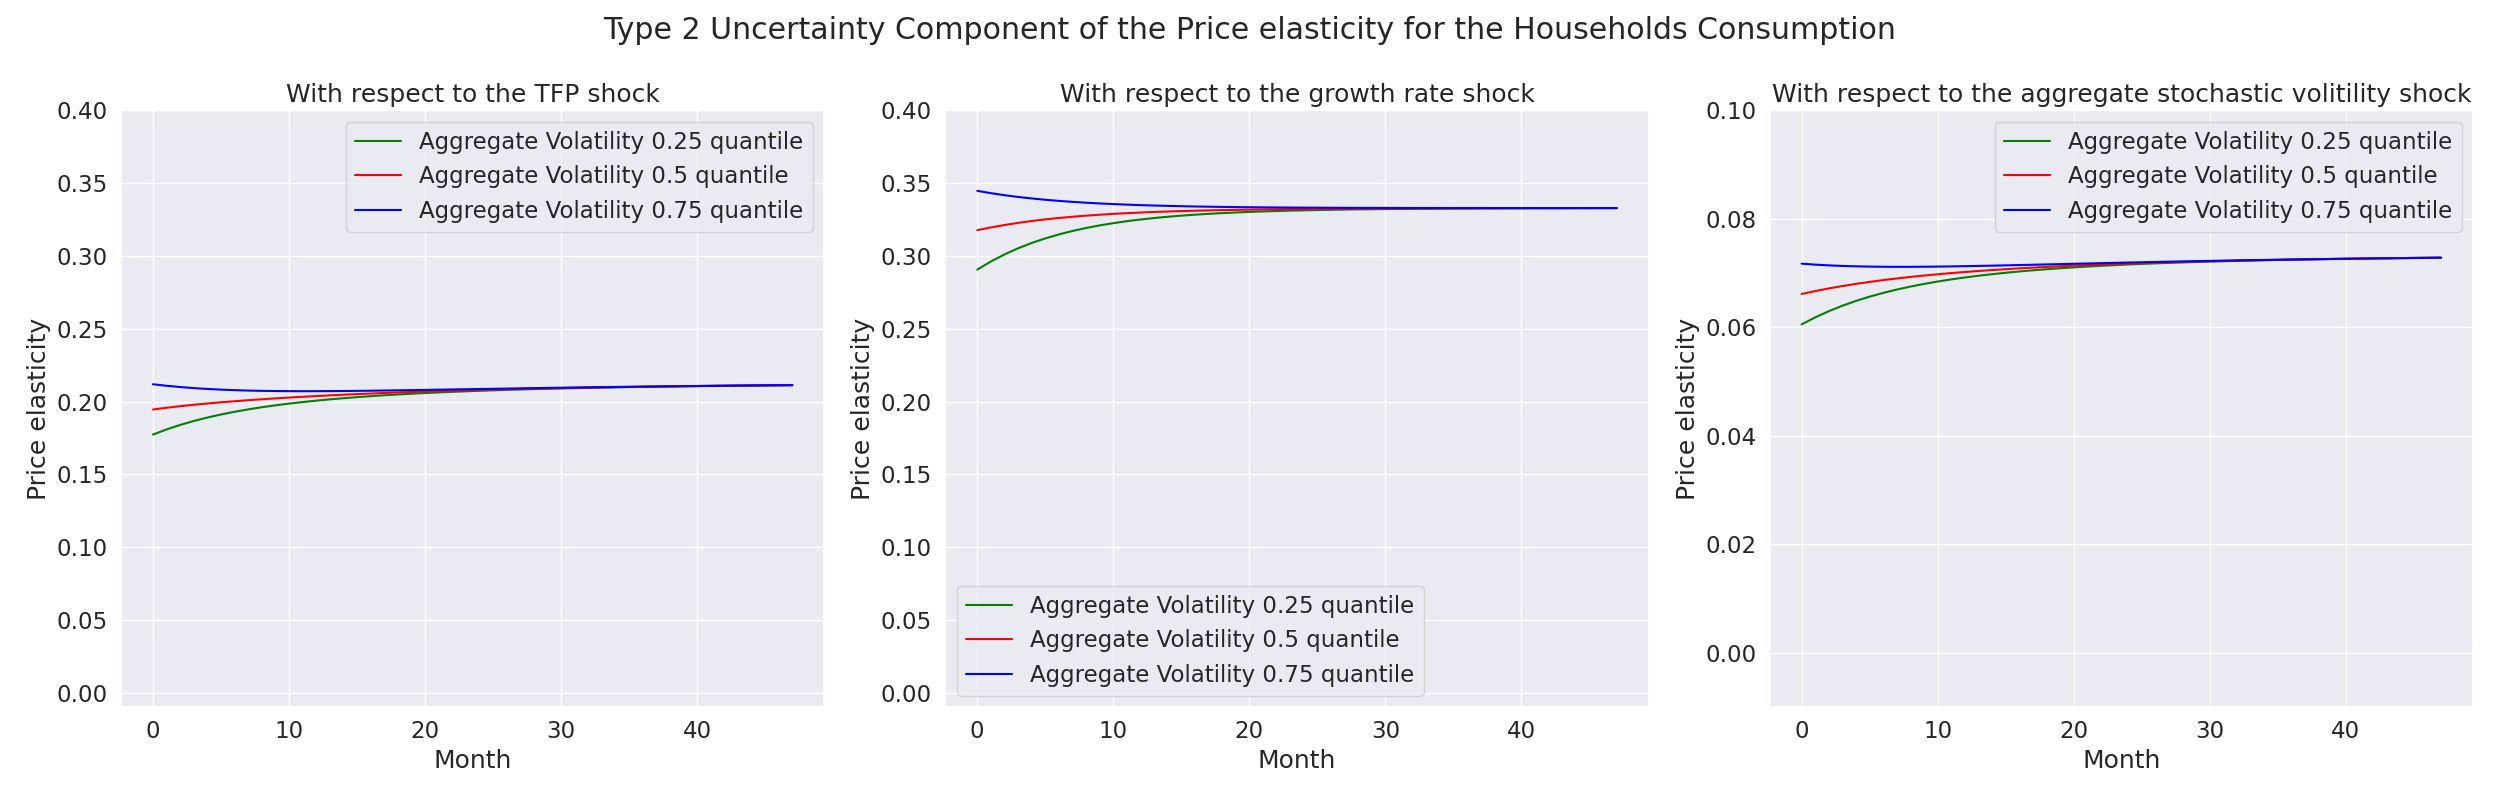 Type 2 Uncertainty Component of the Price elasticity for the Households Consumption
With respect to the TFP shock
0.40
0.35
0.30
0.25
0.20
0.15
0.10
0.05
0.00
Price elasticity
Aggregate Volatility 0.25 quantile
Aggregate Volatility 0.5 quantile
Aggregate Volatility 0.75 quantile
0 10 20 30 40
Month
With respect to the growth rate shock
0.40
0.35
0.30
0.25
0.20
0.15
0.10
0.05
0.00
Price elasticity
Aggregate Volatility 0.25 quantile
Aggregate Volatility 0.5 quantile
Aggregate Volatility 0.75 quantile
0 10 20 30 40
Month
With respect to the aggregate stochastic volitility shock
0.10
0.08
0.06
0.04
0.02
0.00
Price elasticity
Aggregate Volatility 0.25 quantile
Aggregate Volatility 0.5 quantile
Aggregate Volatility 0.75 quantile
0 10 20 30 40
Month